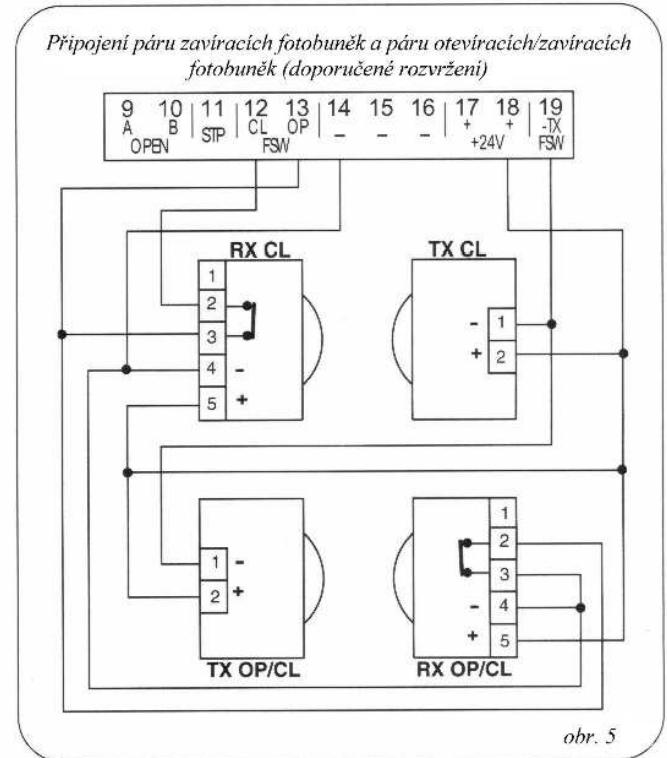 Připojení páru zavíracích fotobuněk a páru otevíracích/zavíracích
fotobuněk (doporučené rozvržení)
9 10 11 12 13 14 15 16 17 18 19
A B STP CL OP - - - + + -TX
OPEN FSW +24V FSW
RX CL TX CL
1
2
3
4 -
5 +
- 1
+ 2
1 -
2 +
1
2
3
- 4
+ 5
TX OP/CL RX OP/CL
obr. 5